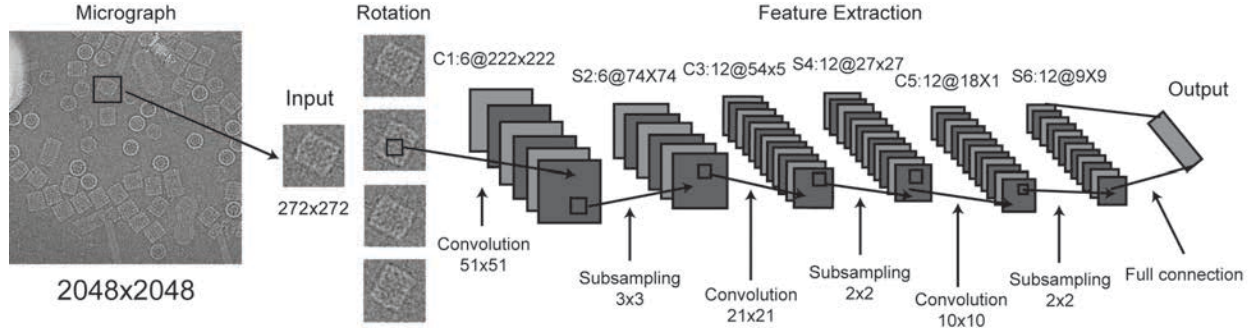 Micrograph
Rotation
Feature Extraction
C1:6@222x222
S2:6@74X74
C3:12@54x5
S4:12@27x27
C5:12@18X1
S6:12@9X9
Input
Output
272x272
2048x2048
Convolution
51x51
Subsampling
3x3
Convolution
21x21
Subsampling
2x2
Convolution
10x10
Subsampling
2x2
Full connection